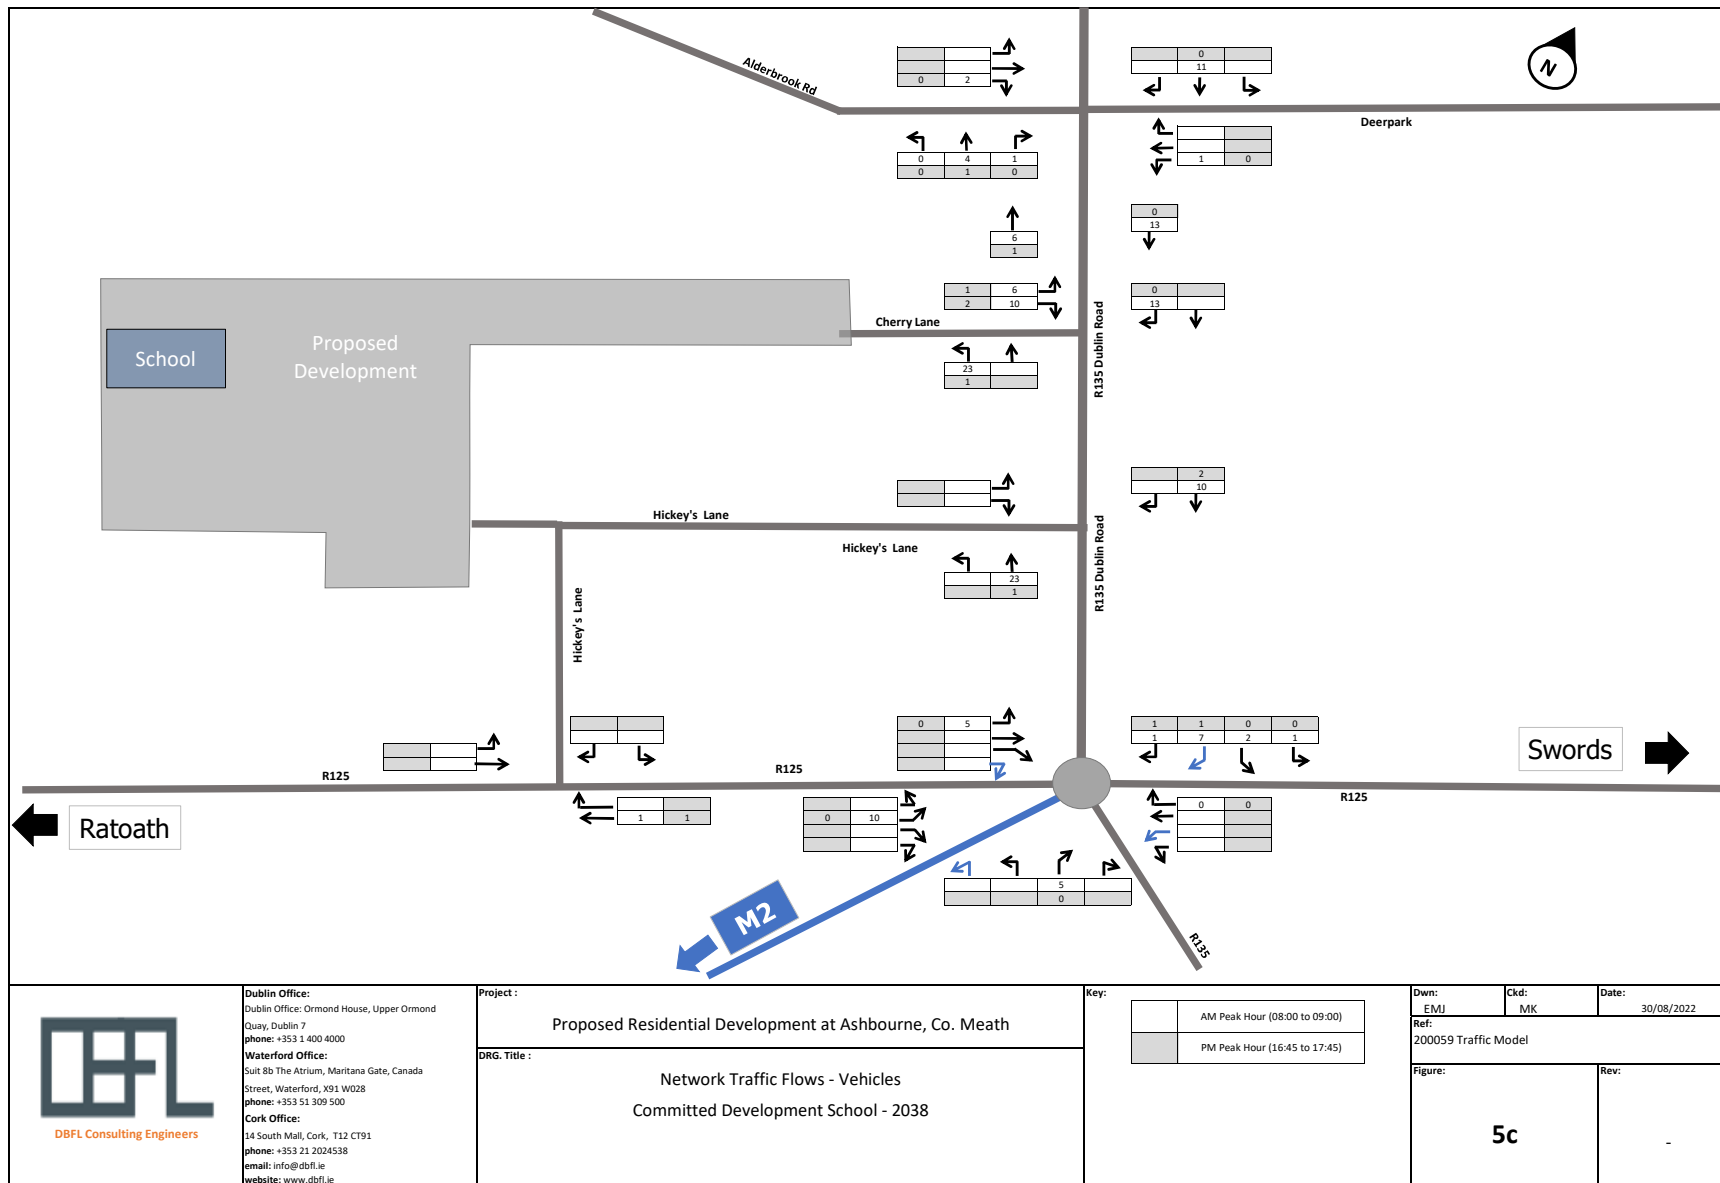 Alderbrook Rd
0 2
0
11
N
Deerpark
0 4 1
0 1 0
1 0
6
1
0
13
1 6
2 10
0
13
Cherry Lane
R135 Dublin Road
School
Proposed
Development
23
1
2
10
Hickey's Lane
Hickey's Lane
R135 Dublin Road
23
1
Hickey's Lane
0 5
1 1 0 0
1 7 2 1
Swords
R125
R125
R125
Ratoath
1 1
0 10
0 0
5
0
M2
R135
DBFL
DBFL Consulting Engineers
Dublin Office:
Dublin Office: Ormond House, Upper Ormond
Quay, Dublin 7
phone: +353 1 400 4000
Waterford Office:
Suit 8b The Atrium, Maritana Gate, Canada
Street, Waterford, X91 W028
phone: +353 51 309 500
Cork Office:
14 South Mall, Cork, T12 CT91
phone: +353 21 2024538
email: info@dbfl.ie
website: www.dbfl.ie
Project :
Proposed Residential Development at Ashbourne, Co. Meath
DRG. Title :
Network Traffic Flows - Vehicles
Committed Development School - 2038
Key:
AM Peak Hour (08:00 to 09:00)
PM Peak Hour (16:45 to 17:45)
Dwn: Ckd: Date:
EMJ MK 30/08/2022
Ref:
200059 Traffic Model
Figure: Rev:
5c -